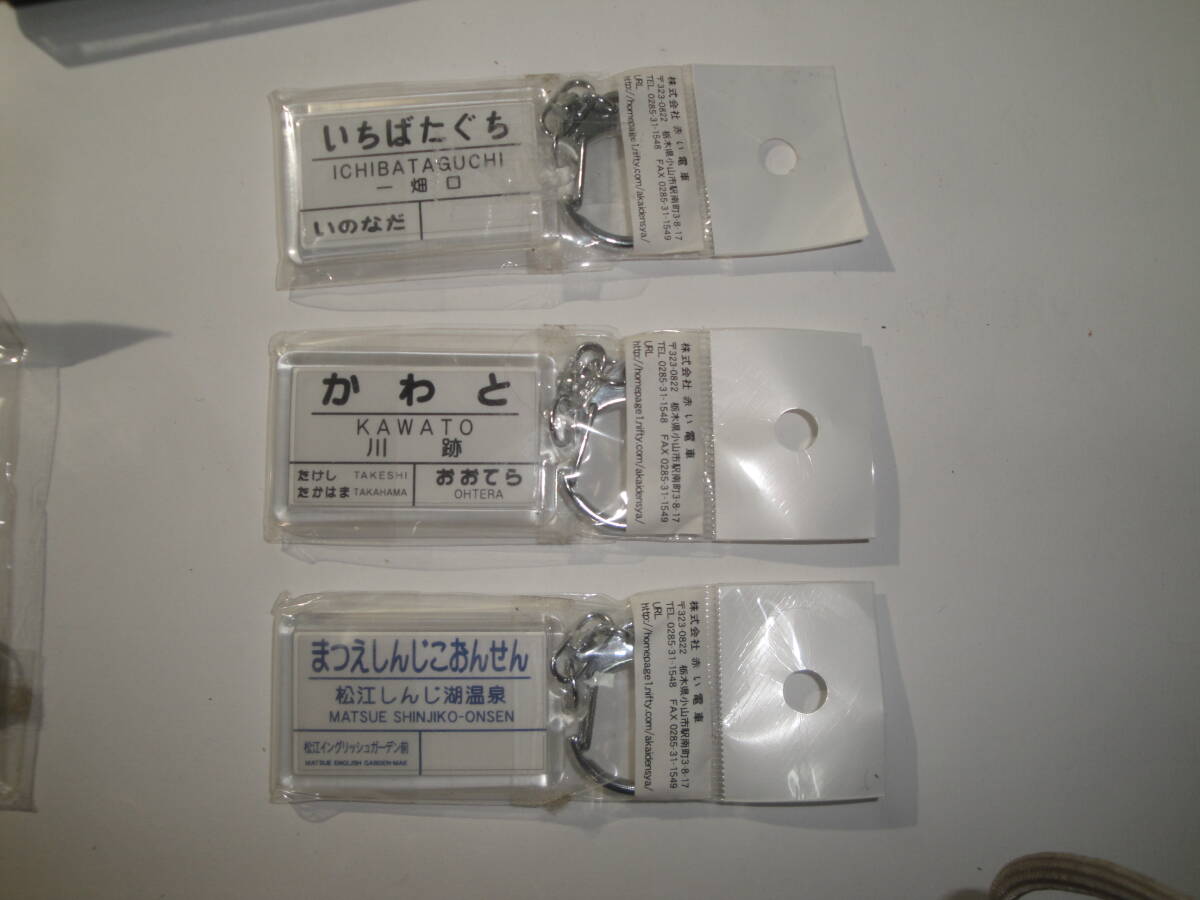 いちばたぐち
ICHIBATAGUCHI
一畑口
いのなだ
株式会社 赤い電車
〒323-0822 栃木県小山市駅南町3-8-17
TEL 0285-31-1548 FAX 0285-31-1549
URL
http://homepage1.nifty.com/akaidensya/
かわと
KAWATO
川跡
たけし TAKESHI
たかはま TAKAHAMA
おおてら
OHTERA
株式会社 赤い電車
〒323-0822 栃木県小山市駅南町3-8-17
TEL 0285-31-1548 FAX 0285-31-1549
URL
http://homepage1.nifty.com/akaidensya/
まつえしんじこおんせん
松江しんじ湖温泉
MATSUE SHINJIKO-ONSEN
松江イングリッシュガーデン前
MATSUE ENGLISH GARDEN-MAE
株式会社 赤い電車
〒323-0822 栃木県小山市駅南町3-8-17
TEL 0285-31-1548 FAX 0285-31-1549
URL
http://homepage1.nifty.com/akaidensya/